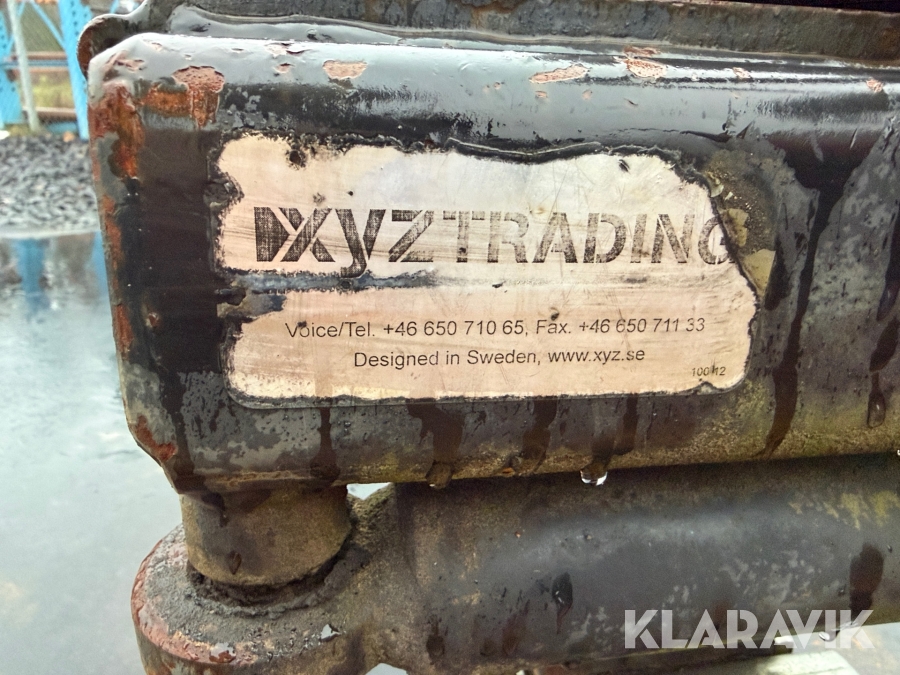 xyz TRADING
Voice/Tel. +46 650 710 65, Fax. +46 650 711 33
Designed in Sweden, www.xyz.se
KLARAVIK